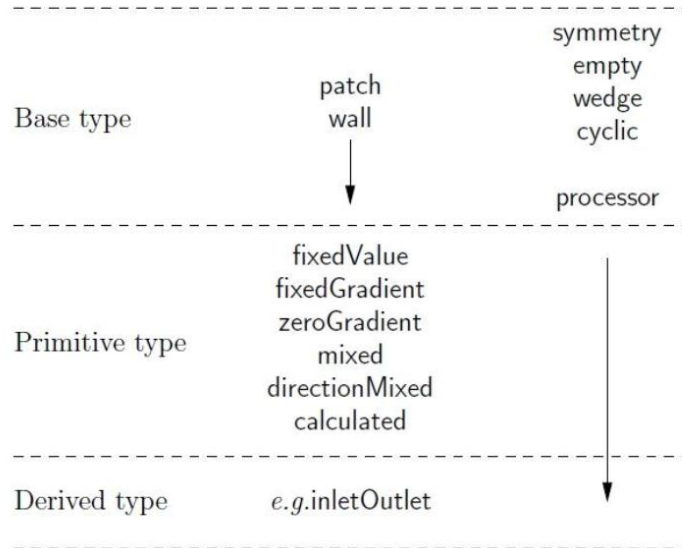 symmetry
empty
patch
wedge
Base type
wall
cyclic
processor
fixedValue
fixedGradient
zeroGradient
Primitive type
mixed
directionMixed
calculated
Derived type
e.g.inletOutlet